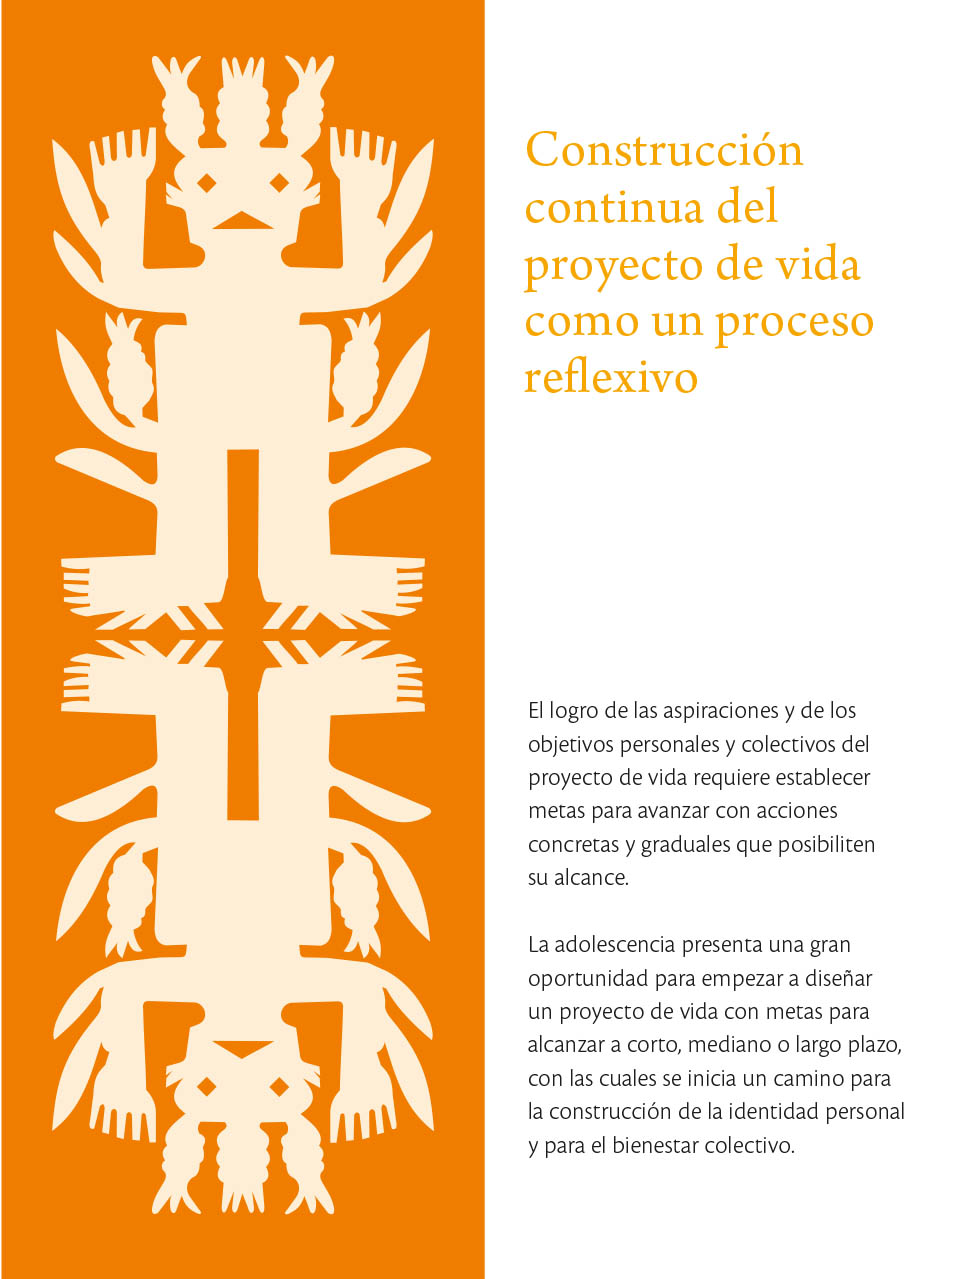 Construcción
continua del
proyecto de vida
como un proceso
reflexivo
El logro de las aspiraciones y de los
objetivos personales y colectivos del
proyecto de vida requiere establecer
metas para avanzar con acciones
concretas y graduales que posibiliten
su alcance.
La adolescencia presenta una gran
oportunidad para empezar a diseñar
un proyecto de vida con metas para
alcanzar a corto, mediano o largo plazo,
con las cuales se inicia un camino para
la construcción de la identidad personal
y para el bienestar colectivo.